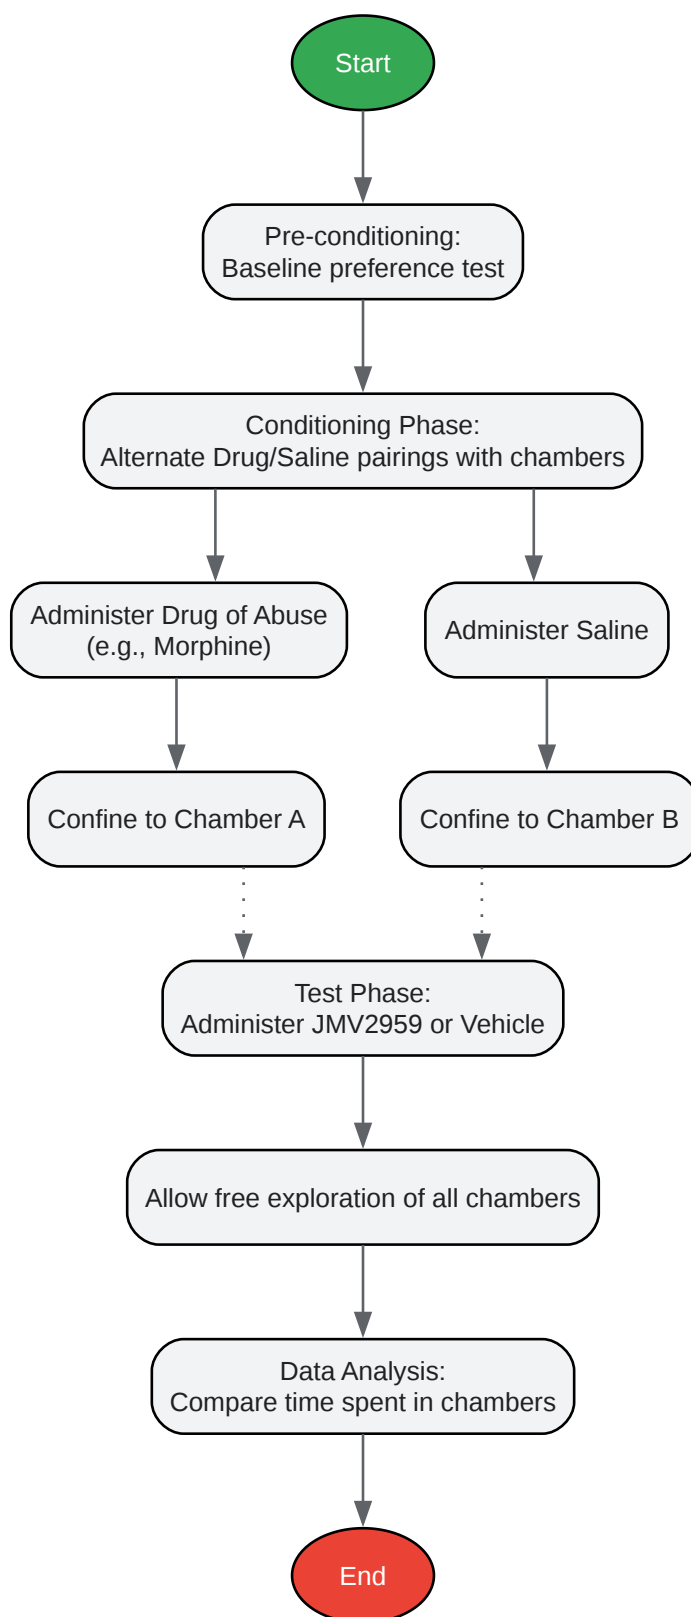 Start
Pre-conditioning:
Baseline preference test
Conditioning Phase:
Alternate Drug/Saline pairings with chambers
Administer Drug of Abuse
(e.g., Morphine)
Administer Saline
Confine to Chamber A
Confine to Chamber B
Test Phase:
Administer JMV2959 or Vehicle
Allow free exploration of all chambers
Data Analysis:
Compare time spent in chambers
End